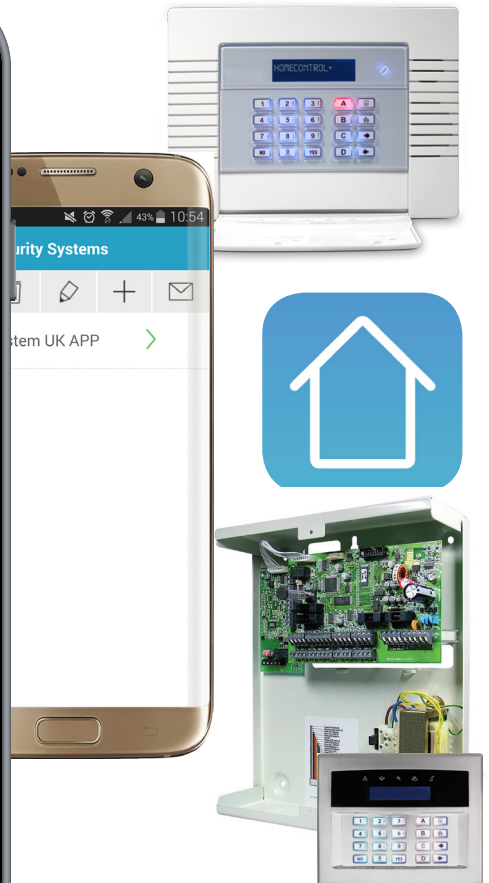 HOMECONTROL+
1 2 3 A
4 5 6 B
7 8 9 C
NO 0 YES D
43% 10:54
urity Systems
stem UK APP
1 2 3 A
4 5 6 B
7 8 9 C
NO 0 YES D